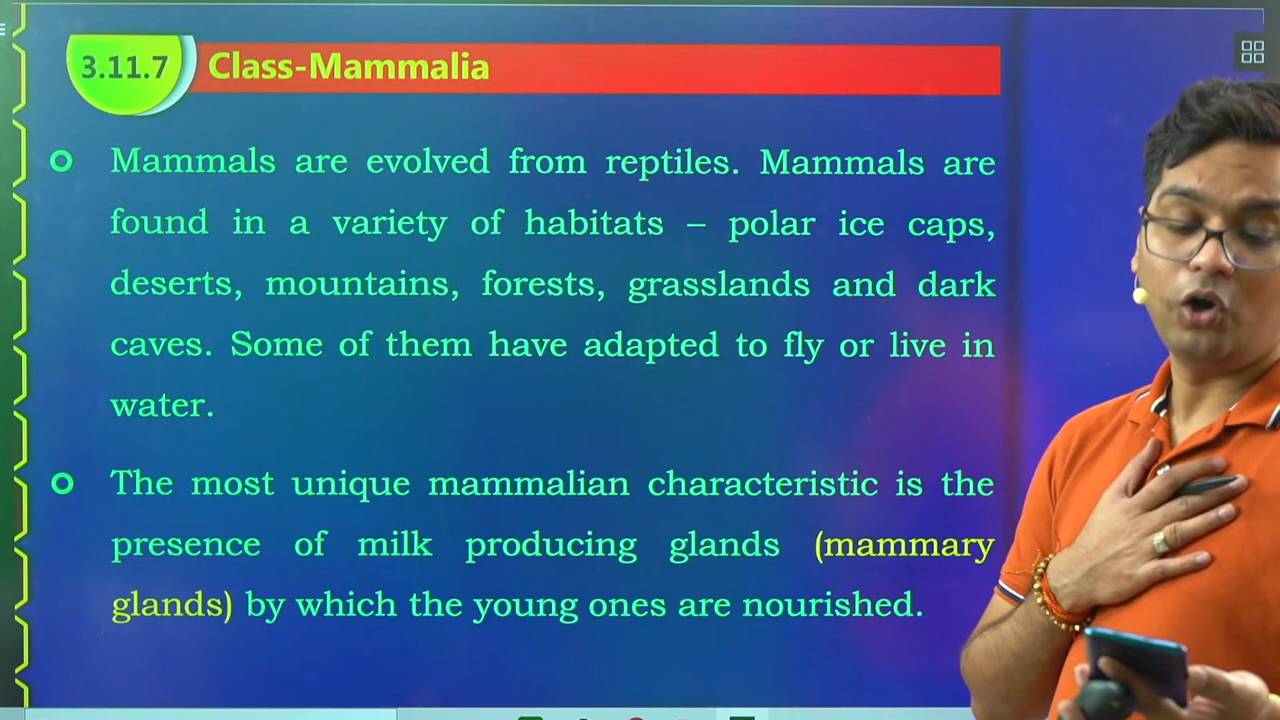 3.11.7 Class-Mammalia
Mammals are evolved from reptiles. Mammals are
found in a variety of habitats – polar ice caps,
deserts, mountains, forests, grasslands and dark
caves. Some of them have adapted to fly or live in
water.
The most unique mammalian characteristic is the
presence of milk producing glands (mammary
glands) by which the young ones are nourished.